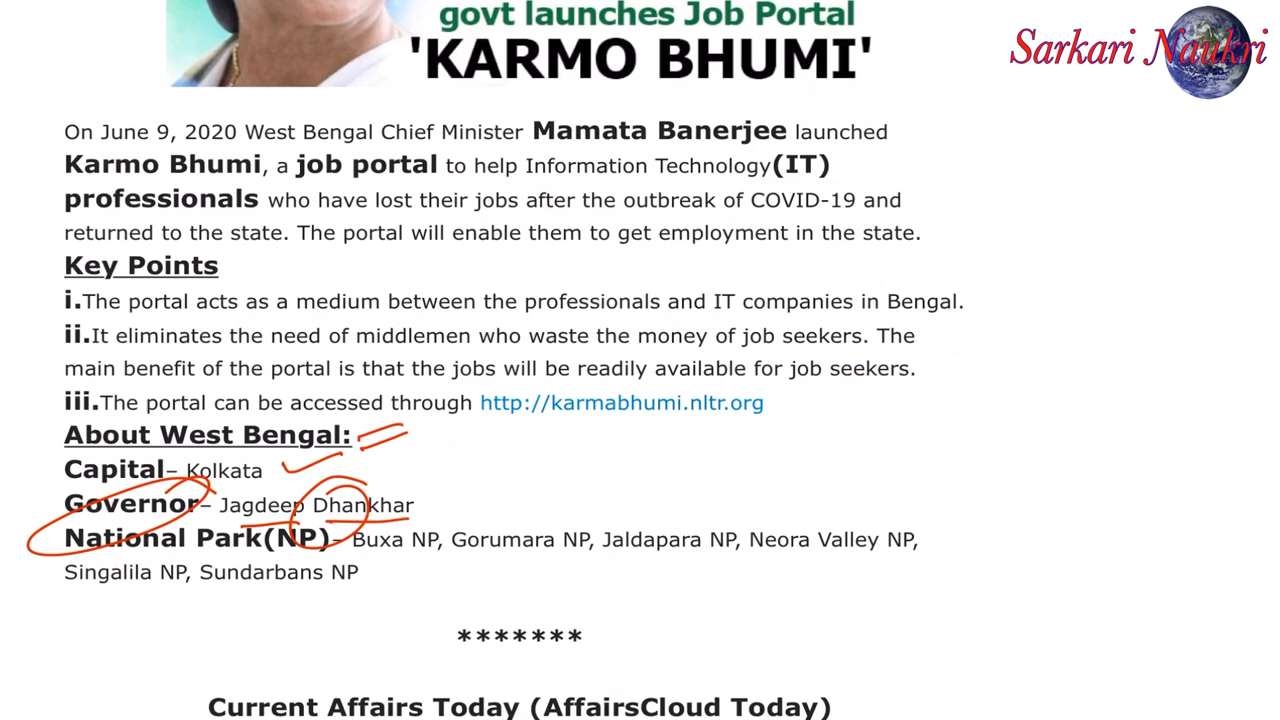 govt launches Job Portal
'KARMO BHUMI'
Sarkari Naukri
On June 9, 2020 West Bengal Chief Minister Mamata Banerjee launched
Karmo Bhumi, a job portal to help Information Technology(IT)
professionals who have lost their jobs after the outbreak of COVID-19 and
returned to the state. The portal will enable them to get employment in the state.
Key Points
i.The portal acts as a medium between the professionals and IT companies in Bengal.
ii.It eliminates the need of middlemen who waste the money of job seekers. The
main benefit of the portal is that the jobs will be readily available for job seekers.
iii.The portal can be accessed through http://karmabhumi.nltr.org
About West Bengal:
Capital– Kolkata
Governor– Jagdeep Dhankhar
National Park(NP)– Buxa NP, Gorumara NP, Jaldapara NP, Neora Valley NP,
Singalila NP, Sundarbans NP
*******
Current Affairs Today (AffairsCloud Today)